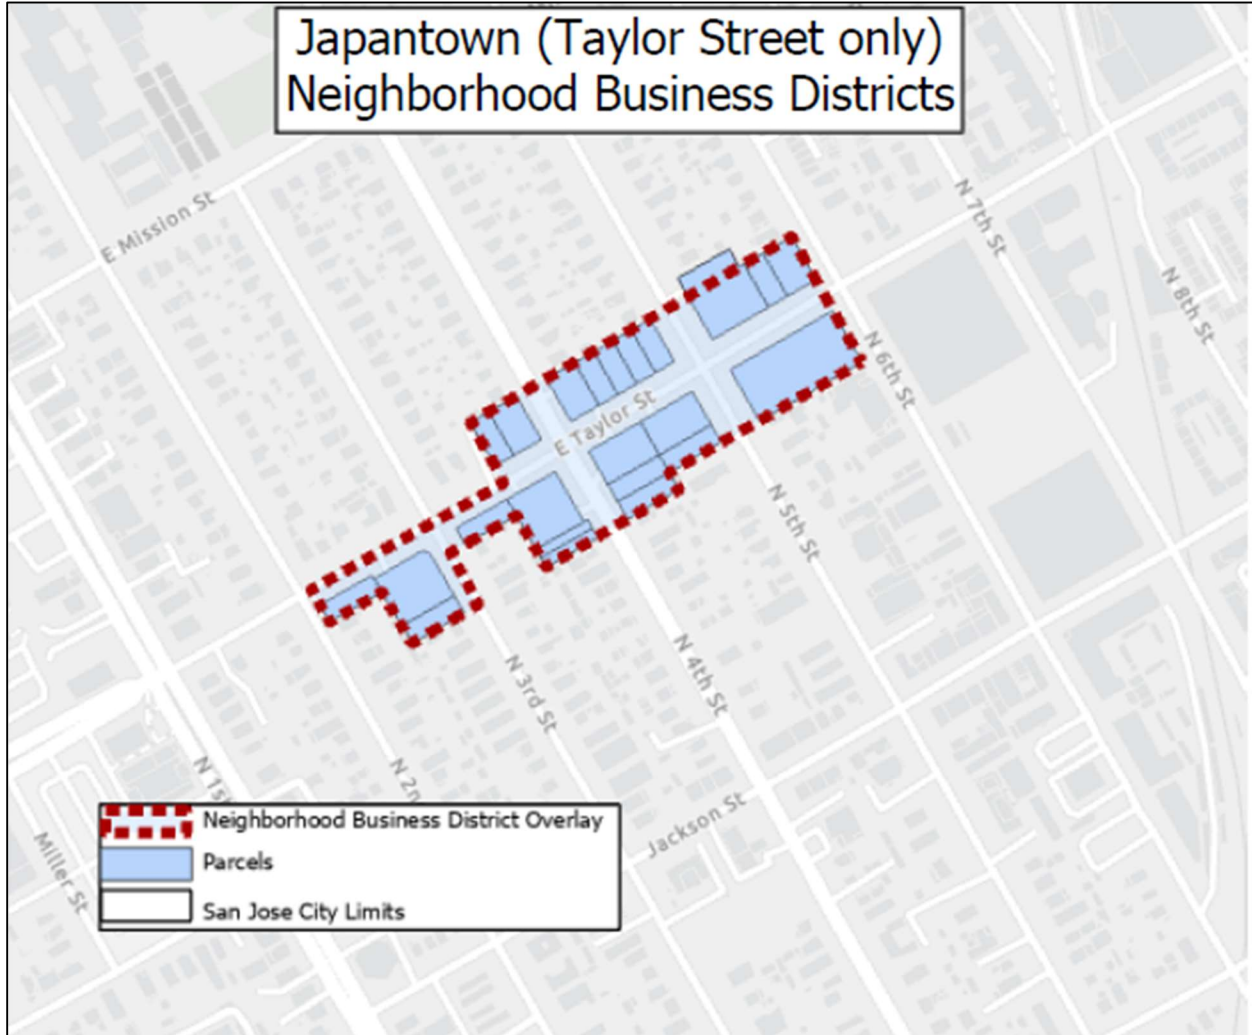 Japantown (Taylor Street only)
Neighborhood Business Districts
E Mission St
N 7th St
N 8th St
N 6th St
E Taylor St
N 5th St
N 4th St
N 3rd St
N 2n
N 1st
Jackson St
Miller St
Neighborhood Business District Overlay
Parcels
San Jose City Limits